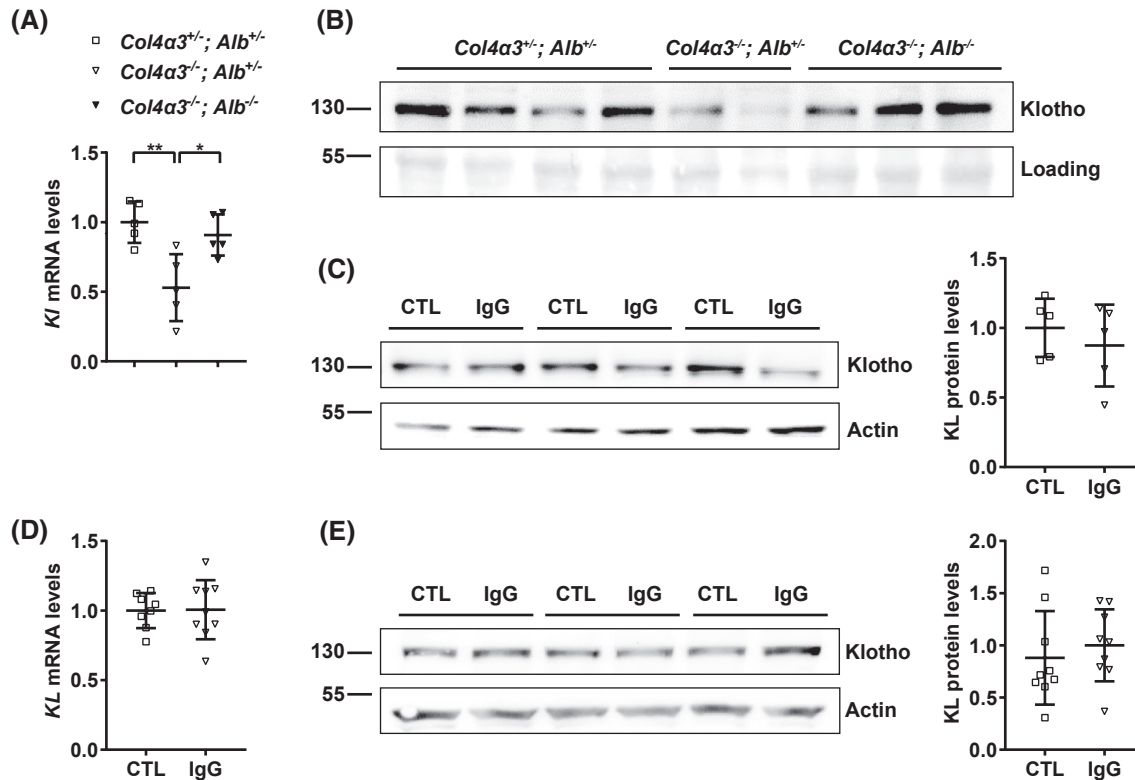 (A)
Col4α3+/-; Alb+/-
Col4α3-/-; Alb+/-
Col4α3-/-; Alb-/-
** *
1.5
1.0
0.5
0.0
Kl mRNA levels
(B)
Col4α3+/-; Alb+/- Col4α3-/-; Alb+/- Col4α3-/-; Alb-/-
130 Klotho
55 Loading
(C)
CTL IgG CTL IgG CTL IgG
130 Klotho
55 Actin
1.5
1.0
0.5
0.0
KL protein levels
CTL IgG
(D)
1.5
1.0
0.5
0.0
KL mRNA levels
CTL IgG
(E)
CTL IgG CTL IgG CTL IgG
130 Klotho
55 Actin
2.0
1.5
1.0
0.5
0.0
KL protein levels
CTL IgG